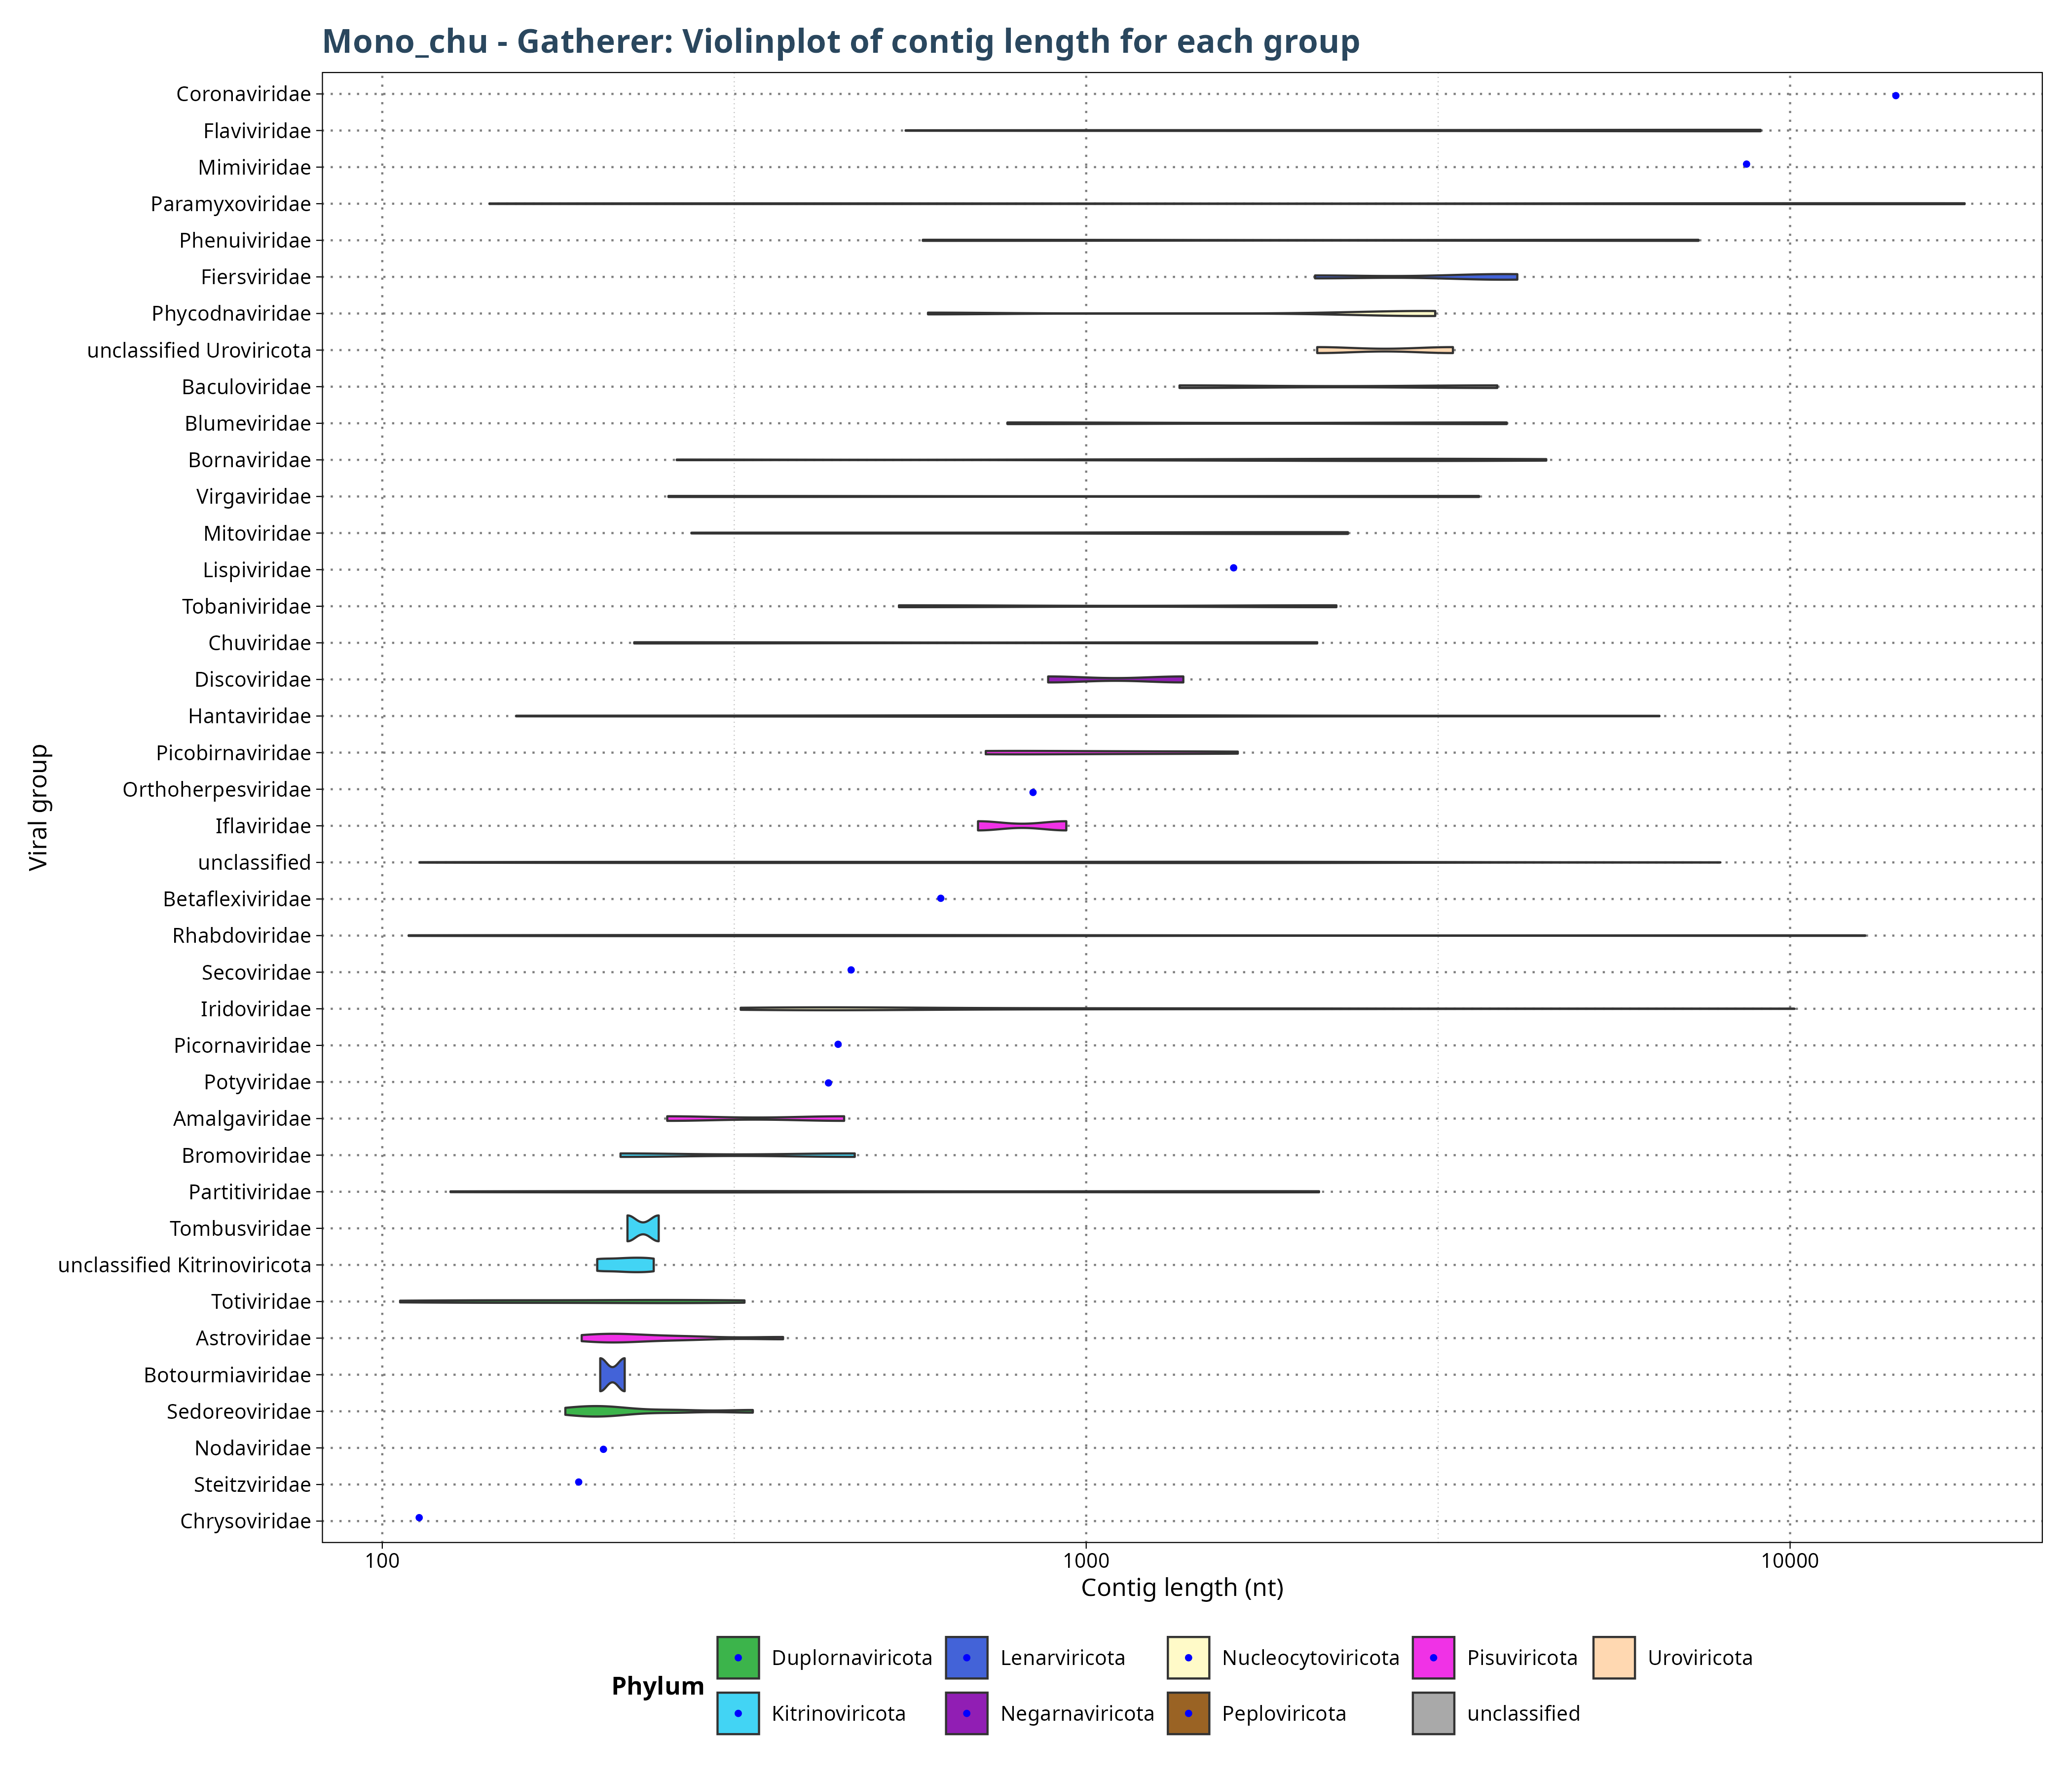 Mono_chu - Gatherer: Violinplot of contig length for each group
Coronaviridae
Flaviviridae
Mimiviridae
Paramyxoviridae
Phenuiviridae
Fiersviridae
Phycodnaviridae
unclassified Uroviricota
Baculoviridae
Blumeviridae
Bornaviridae
Virgaviridae
Mitoviridae
Lispiviridae
Tobaniviridae
Chuviridae
Discoviridae
Hantaviridae
Picobirnaviridae
Orthoherpesviridae
Iflaviridae
unclassified
Betaflexiviridae
Rhabdoviridae
Secoviridae
Iridoviridae
Picornaviridae
Potyviridae
Amalgaviridae
Bromoviridae
Partitiviridae
Tombusviridae
unclassified Kitrinoviricota
Totiviridae
Astroviridae
Botourmiaviridae
Sedoreoviridae
Nodaviridae
Steitzviridae
Chrysoviridae
Viral group
100 1000 10000
Contig length (nt)
Phylum
Duplornaviricota Lenarviricota Nucleocytoviricota Pisuviricota Uroviricota
Kitrinoviricota Negarnaviricota Peploviricota unclassified